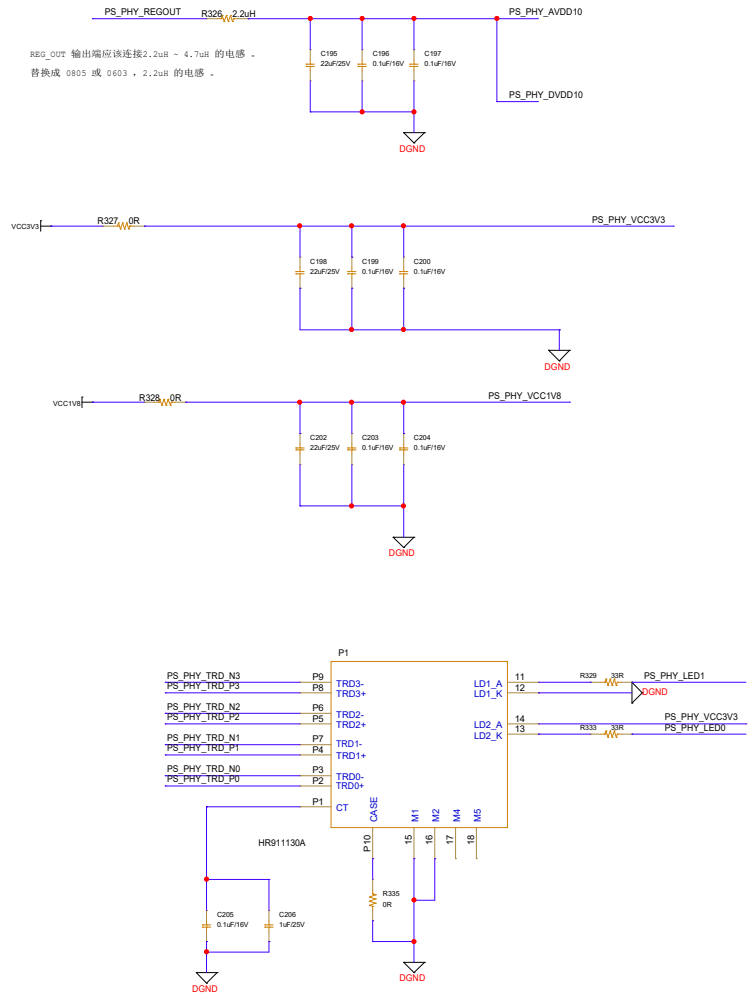 PS_PHY_REGOUT R326 2.2uH PS_PHY_AVDD10
REG_OUT 输出端应该连接2.2uH ~ 4.7uH 的电感 。
替换成 0805 或 0603 ，2.2uH 的电感 。
C195
22uF/25V
C196
0.1uF/16V
C197
0.1uF/16V
PS_PHY_DVDD10
DGND
VCC3V3 R327 0R PS_PHY_VCC3V3
C198
22uF/25V
C199
0.1uF/16V
C200
0.1uF/16V
DGND
VCC1V8 R328 0R PS_PHY_VCC1V8
C202
22uF/25V
C203
0.1uF/16V
C204
0.1uF/16V
DGND
P1
PS_PHY_TRD_N3 P9 TRD3-
PS_PHY_TRD_P3 P8 TRD3+
PS_PHY_TRD_N2 P6 TRD2-
PS_PHY_TRD_P2 P5 TRD2+
PS_PHY_TRD_N1 P7 TRD1-
PS_PHY_TRD_P1 P4 TRD1+
PS_PHY_TRD_N0 P3 TRD0-
PS_PHY_TRD_P0 P2 TRD0+
P1 CT
LD1_A 11 R329 33R PS_PHY_LED1
LD1_K 12 DGND
LD2_A 14 PS_PHY_VCC3V3
LD2_K 13 R333 33R PS_PHY_LED0
CASE M1 M2 M4 M5
P10 15 16 17 18
HR911130A
R335
0R
C205
0.1uF/16V
C206
1uF/25V
DGND
DGND